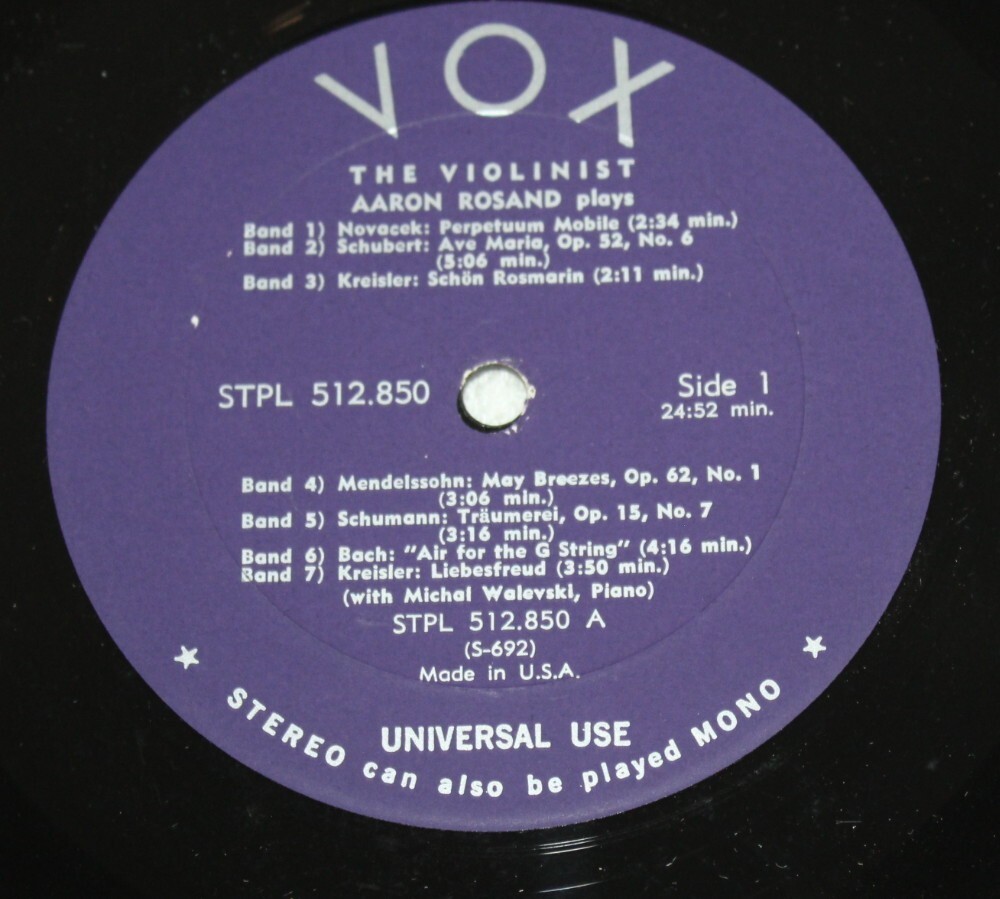 VOX
THE VIOLINIST
AARON ROSAND plays
Band 1) Novacek: Perpetuum Mobile (2:34 min.)
Band 2) Schubert: Ave Maria, Op. 52, No. 6
(5:06 min.)
Band 3) Kreisler: Schön Rosmarin (2:11 min.)
STPL 512.850
Side 1
24:52 min.
Band 4) Mendelssohn: May Breezes, Op. 62, No. 1
(3:06 min.)
Band 5) Schumann: Träumerei, Op. 15, No. 7
(3:16 min.)
Band 6) Bach: "Air for the G String" (4:16 min.)
Band 7) Kreisler: Liebesfreud (3:50 min.)
(with Michal Walevski, Piano)
STPL 512.850 A
(S-692)
Made in U.S.A.
UNIVERSAL USE
STEREO can also be played MONO